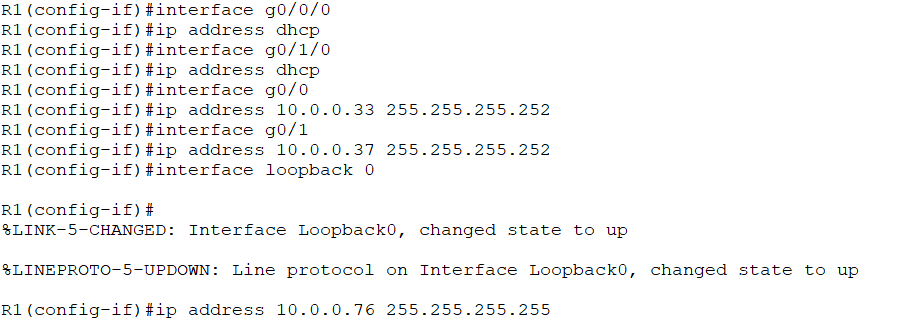 R1(config-if)#interface g0/0/0
R1(config-if)#ip address dhcp
R1(config-if)#interface g0/1/0
R1(config-if)#ip address dhcp
R1(config-if)#interface g0/0
R1(config-if)#ip address 10.0.0.33 255.255.255.252
R1(config-if)#interface g0/1
R1(config-if)#ip address 10.0.0.37 255.255.255.252
R1(config-if)#interface loopback 0
R1(config-if)#
%LINK-5-CHANGED: Interface Loopback0, changed state to up
%LINEPROTO-5-UPDOWN: Line protocol on Interface Loopback0, changed state to up
R1(config-if)#ip address 10.0.0.76 255.255.255.255